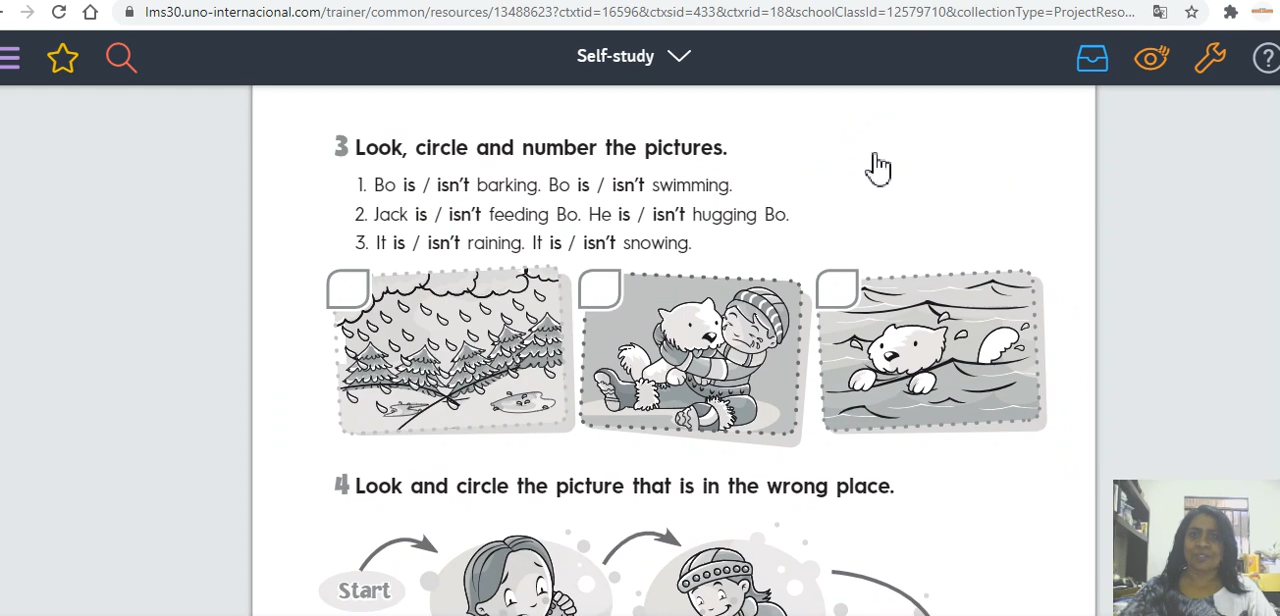 lms30.uno-internacional.com/trainer/common/resources/13488623?ctxtid=16596&ctxsid=433&ctxrid=18&schoolClassId=12579710&collectionType=ProjectReso...
Self-study
3 Look, circle and number the pictures.
1. Bo is / isn't barking. Bo is / isn't swimming.
2. Jack is / isn't feeding Bo. He is / isn't hugging Bo.
3. It is / isn't raining. It is / isn't snowing.
4 Look and circle the picture that is in the wrong place.
Start